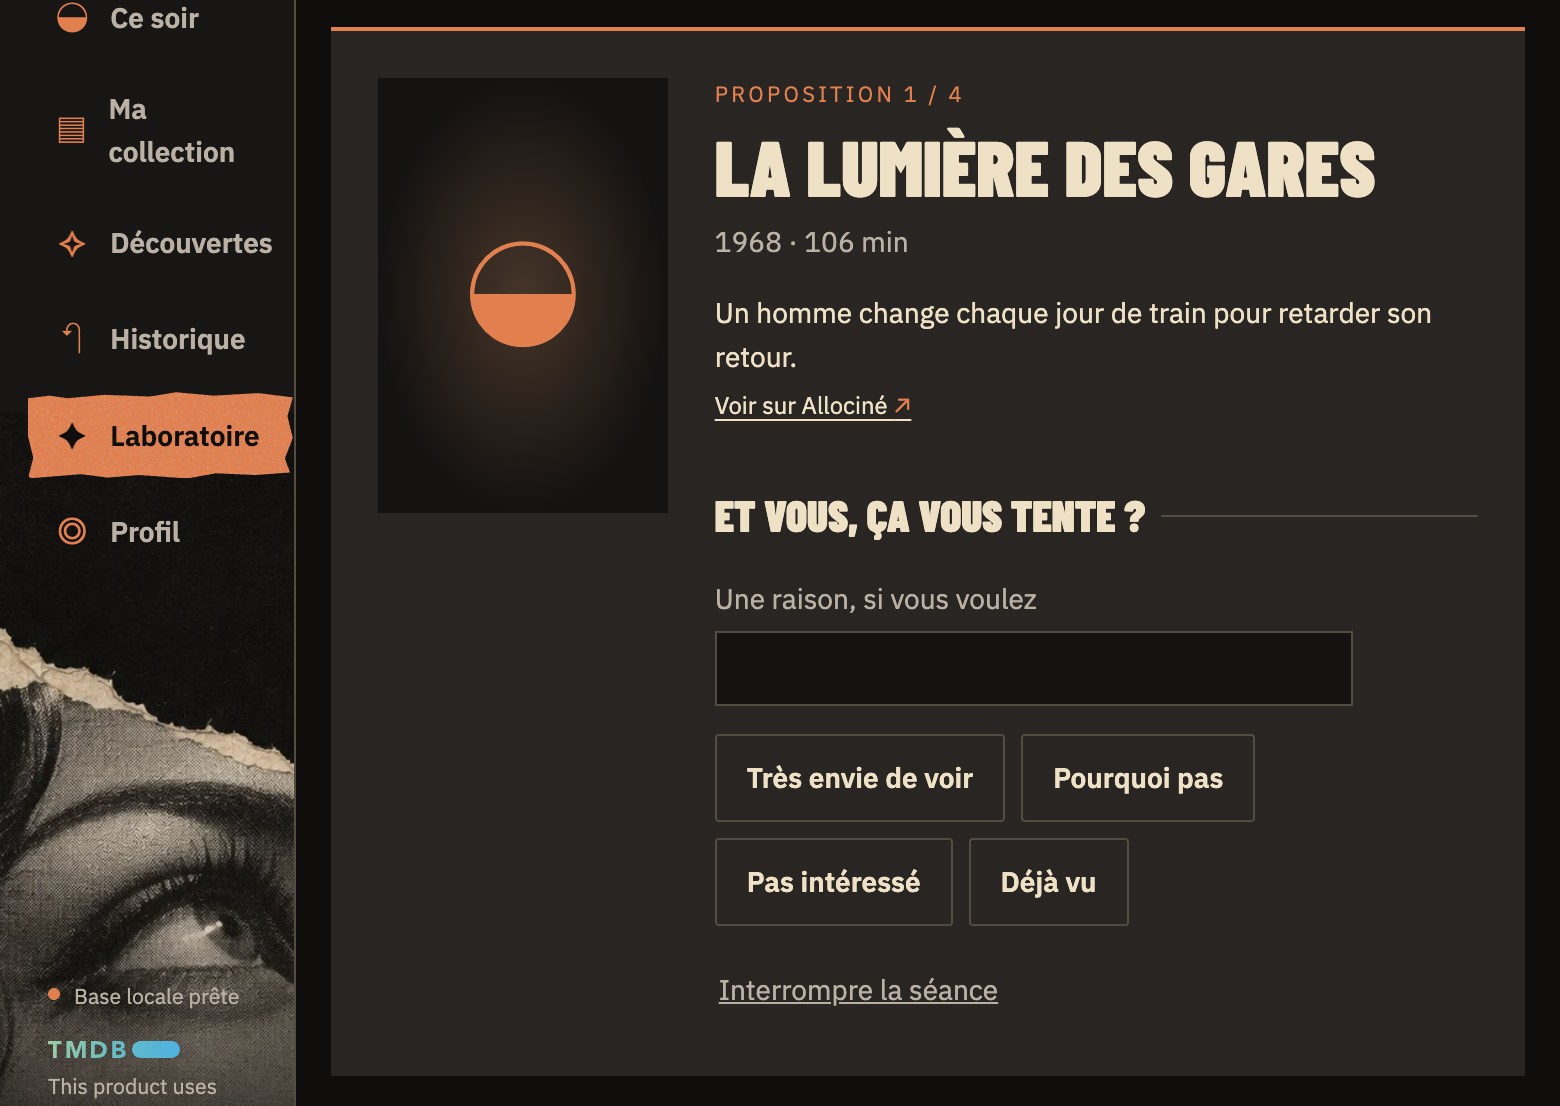 Ce soir
Ma
collection
Découvertes
Historique
Laboratoire
Profil
Base locale prête
TMDB
This product uses
PROPOSITION 1 / 4
LA LUMIÈRE DES GARES
1968 · 106 min
Un homme change chaque jour de train pour retarder son
retour.
Voir sur Allociné ↗
ET VOUS, ÇA VOUS TENTE ?
Une raison, si vous voulez
Très envie de voir
Pourquoi pas
Pas intéressé
Déjà vu
Interrompre la séance